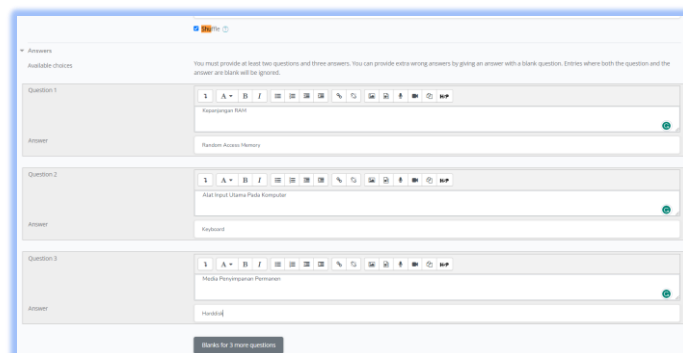 Shuffle
Answers
Available choices
You must provide at least two questions and three answers. You can provide extra wrong answers by giving an answer with a blank question. Entries where both the question and the
answer are blank will be ignored.
Question 1
A B I H-P
Kepanjangan RAM
Answer
Random Access Memory
Question 2
A B I H-P
Alat Input Utama Pada Komputer
Answer
Keyboard
Question 3
A B I H-P
Media Penyimpanan Permanen
Answer
Harddisk
Blanks for 3 more questions